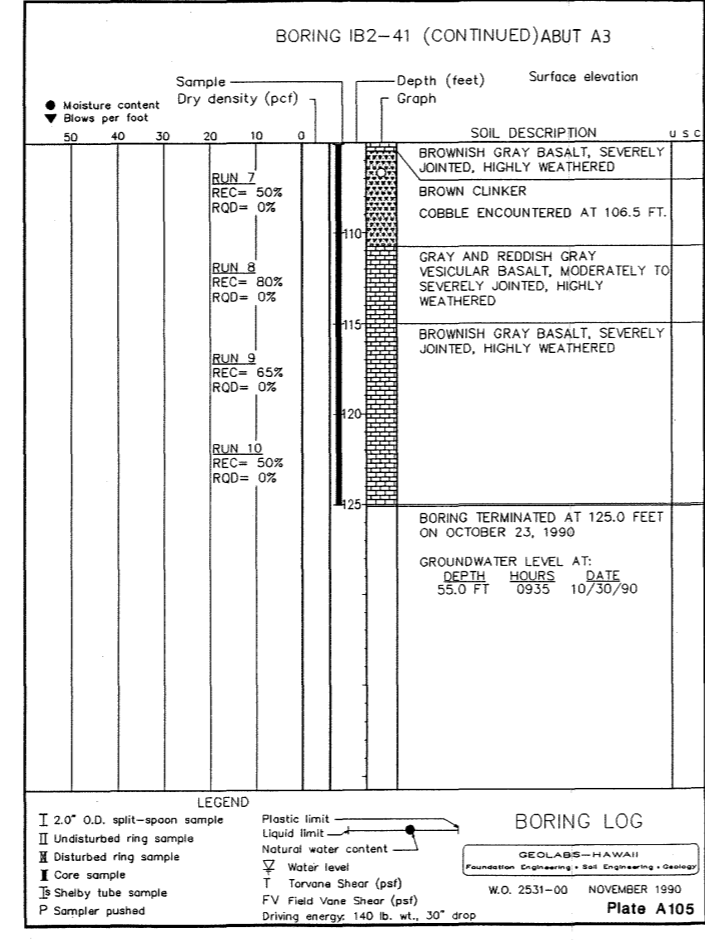 BORING IB2-41 (CONTINUED)ABUT A3
Sample
Depth (feet)
Surface elevation
Moisture content
Dry density (pcf)
Graph
Blows per foot
50 40 30 20 10 0
SOIL DESCRIPTION
U S C
BROWNISH GRAY BASALT, SEVERELY
JOINTED, HIGHLY WEATHERED
RUN 7
REC= 50%
RQD= 0%
BROWN CLINKER
COBBLE ENCOUNTERED AT 106.5 FT.
110
GRAY AND REDDISH GRAY
VESICULAR BASALT, MODERATELY TO
SEVERELY JOINTED, HIGHLY
WEATHERED
RUN 8
REC= 80%
RQD= 0%
115
BROWNISH GRAY BASALT, SEVERELY
JOINTED, HIGHLY WEATHERED
RUN 9
REC= 65%
RQD= 0%
120
RUN 10
REC= 50%
RQD= 0%
125
BORING TERMINATED AT 125.0 FEET
ON OCTOBER 23, 1990
GROUNDWATER LEVEL AT:
DEPTH HOURS DATE
55.0 FT 0935 10/30/90
LEGEND
2.0" O.D. split-spoon sample
Undisturbed ring sample
Disturbed ring sample
Core sample
Ts Shelby tube sample
P Sampler pushed
Plastic limit
Liquid limit
Natural water content
Water level
T Torvane Shear (psf)
FV Field Vane Shear (psf)
Driving energy: 140 lb. wt., 30" drop
BORING LOG
GEOLABS-HAWAII
Foundation Engineering • Soil Engineering • Geology
W.O. 2531-00 NOVEMBER 1990
Plate A105